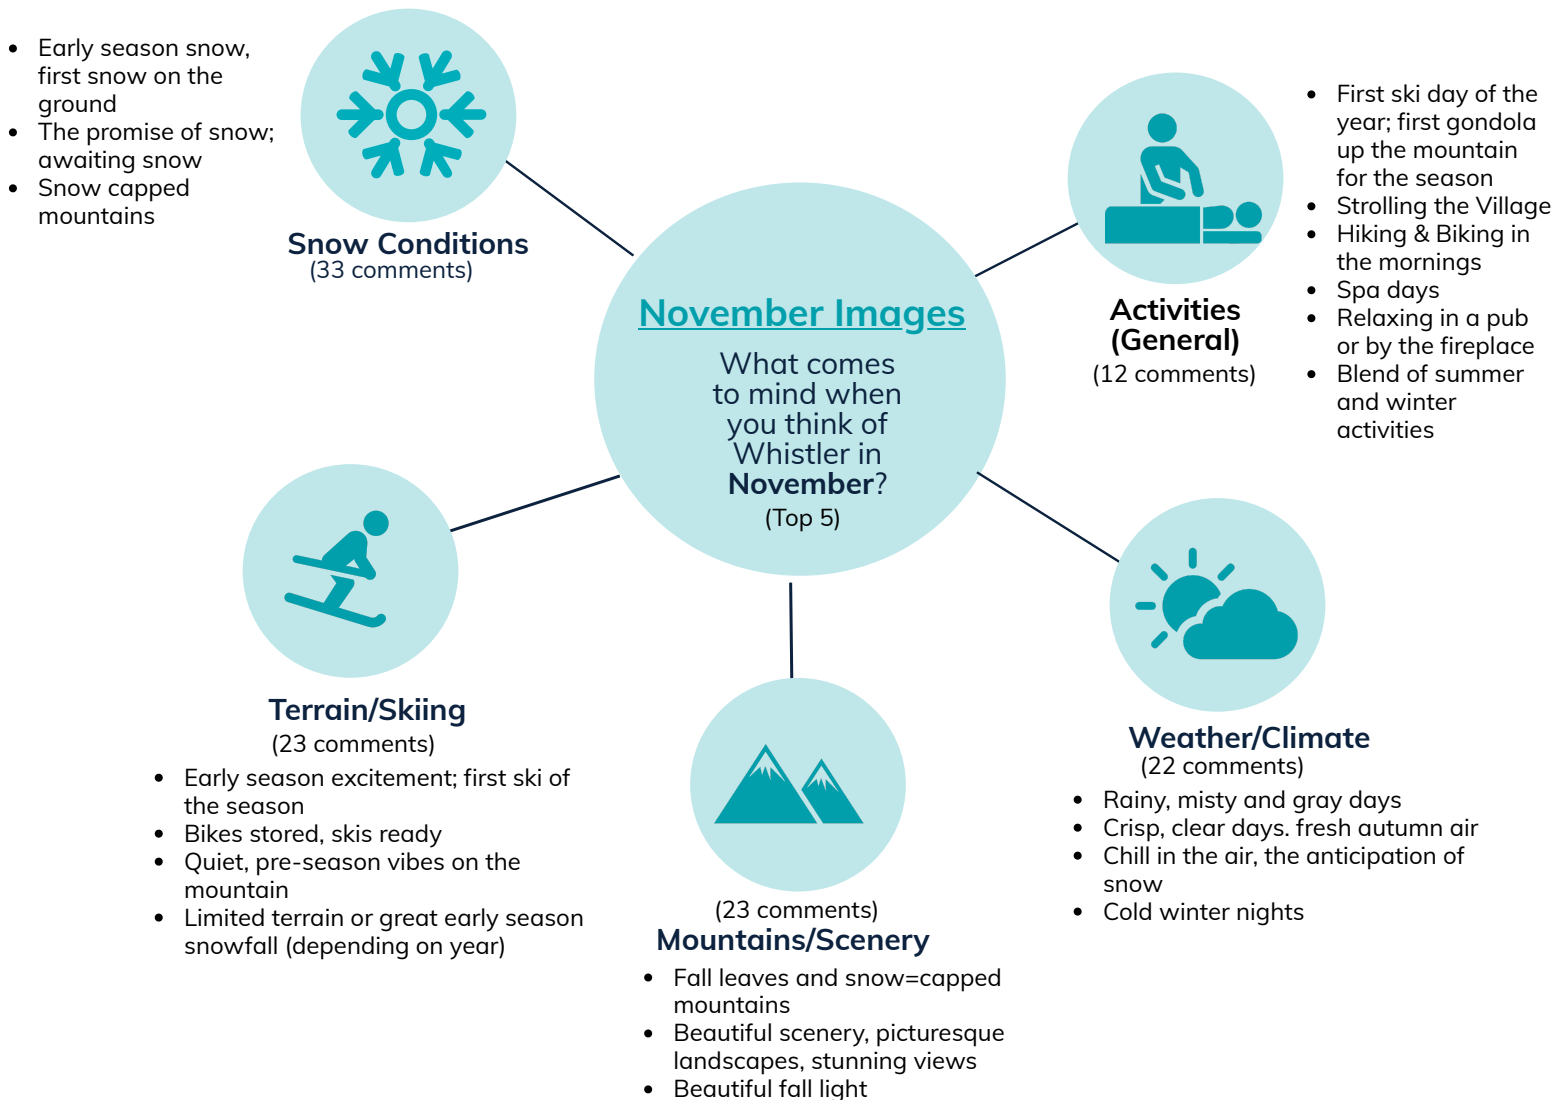 November Images
What comes
to mind when
you think of
Whistler in
November?
(Top 5)
• Early season snow,
first snow on the
ground
• The promise of snow;
awaiting snow
• Snow capped
mountains
Snow Conditions
(33 comments)
Activities
(General)
(12 comments)
• First ski day of the
year; first gondola
up the mountain
for the season
• Strolling the Village
• Hiking & Biking in
the mornings
• Spa days
• Relaxing in a pub
or by the fireplace
• Blend of summer
and winter
activities
Terrain/Skiing
(23 comments)
• Early season excitement; first ski of
the season
• Bikes stored, skis ready
• Quiet, pre-season vibes on the
mountain
• Limited terrain or great early season
snowfall (depending on year)
(23 comments)
Mountains/Scenery
• Fall leaves and snow=capped
mountains
• Beautiful scenery, picturesque
landscapes, stunning views
• Beautiful fall light
Weather/Climate
(22 comments)
• Rainy, misty and gray days
• Crisp, clear days. fresh autumn air
• Chill in the air, the anticipation of
snow
• Cold winter nights